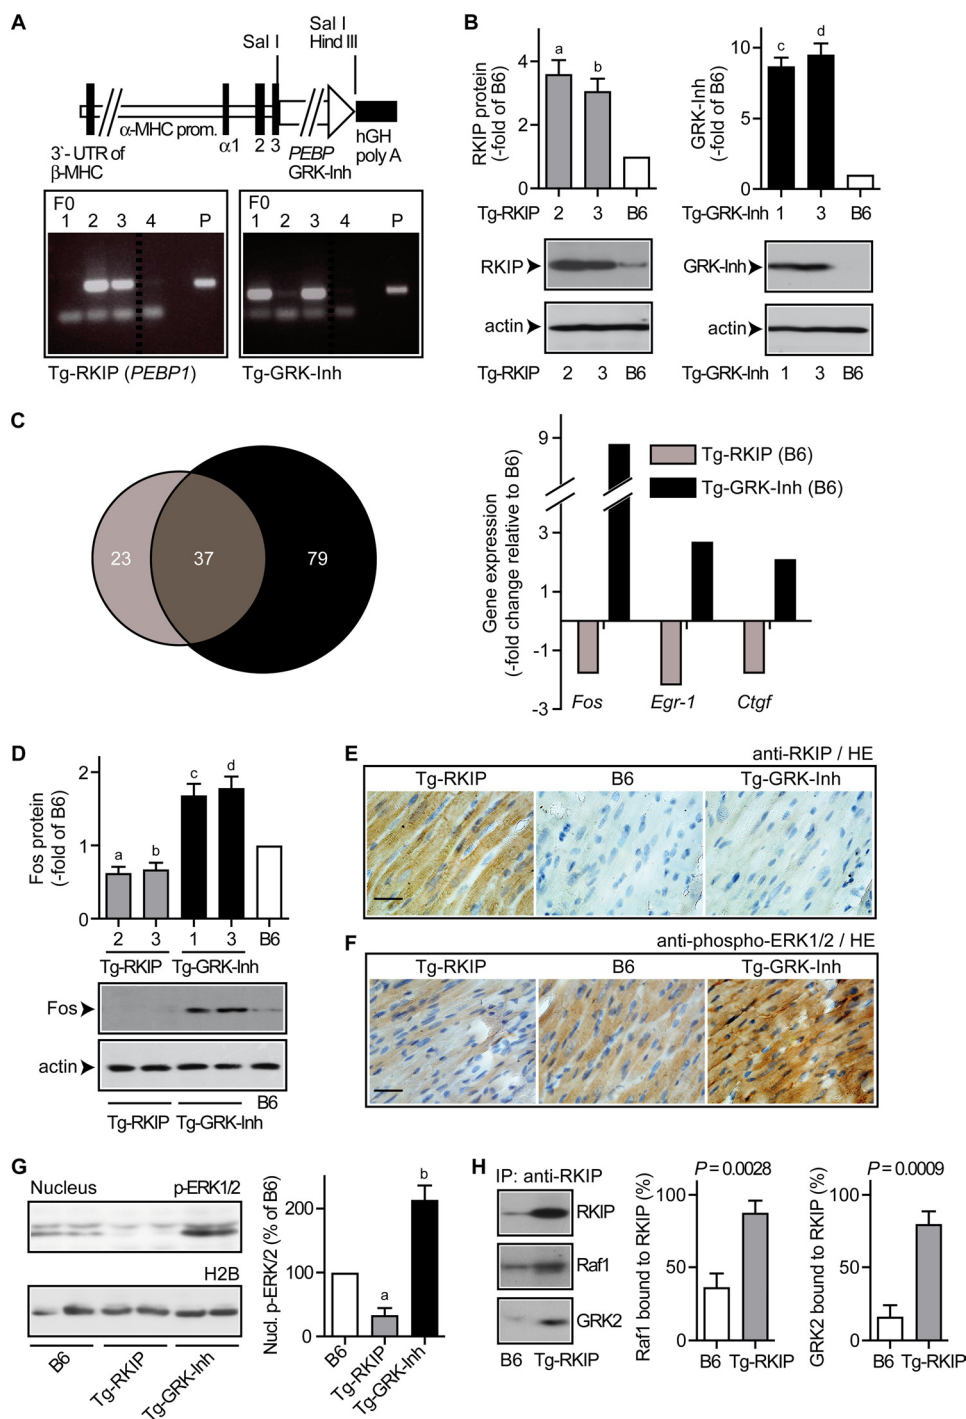 A
Sal I
Sal I
Hind III
α-MHC prom.
3`- UTR of
β-MHC
α1
2
3
PEBP
GRK-Inh
hGH
poly A
F0
1 2 3 4 P
Tg-RKIP (PEBP1)
F0
1 2 3 4 P
Tg-GRK-Inh
B
RKIP protein
(-fold of B6)
4
2
0
a
b
Tg-RKIP 2 3 B6
RKIP
actin
Tg-RKIP 2 3 B6
GRK-Inh
(-fold of B6)
10
5
0
c
d
Tg-GRK-Inh 1 3 B6
GRK-Inh
actin
Tg-GRK-Inh 1 3 B6
C
23
37
79
Gene expression
(-fold change relative to B6)
9
3
1
-1
-3
Tg-RKIP (B6)
Tg-GRK-Inh (B6)
Fos
Egr-1
Ctgf
D
Fos protein
(-fold of B6)
2
1
0
a
b
c
d
2 3 1 3 B6
Tg-RKIP Tg-GRK-Inh
Fos
actin
B6
Tg-RKIP Tg-GRK-Inh
E
anti-RKIP / HE
Tg-RKIP B6 Tg-GRK-Inh
F
anti-phospho-ERK1/2 / HE
Tg-RKIP B6 Tg-GRK-Inh
G
Nucleus p-ERK1/2
H2B
B6
Tg-RKIP
Tg-GRK-Inh
Nucl. p-ERK/2 (% of B6)
200
100
0
a
b
B6
Tg-RKIP
Tg-GRK-Inh
H
IP: anti-RKIP
RKIP
Raf1
GRK2
B6 Tg-RKIP
P = 0.0028
Raf1 bound to RKIP (%)
100
50
0
B6 Tg-RKIP
P = 0.0009
GRK2 bound to RKIP (%)
100
50
0
B6 Tg-RKIP